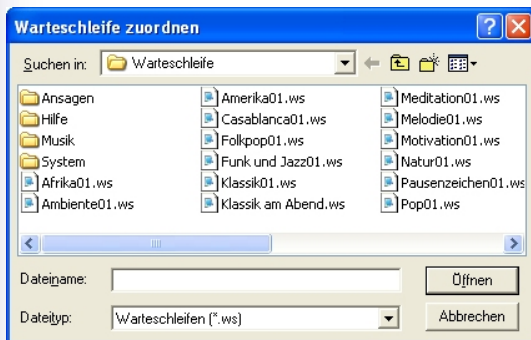 Warteschleife zuordnen
Suchen in: Warteschleife
Ansagen
Hilfe
Musik
System
Afrika01.ws
Ambiente01.ws
Amerika01.ws
Casablanca01.ws
Folkpop01.ws
Funk und Jazz01.ws
Klassik01.ws
Klassik am Abend.ws
Meditation01.ws
Melodie01.ws
Motivation01.ws
Natur01.ws
Pausenzeichen01.ws
Pop01.ws
Dateiname:
Öffnen
Dateityp: Warteschleifen (*.ws)
Abbrechen